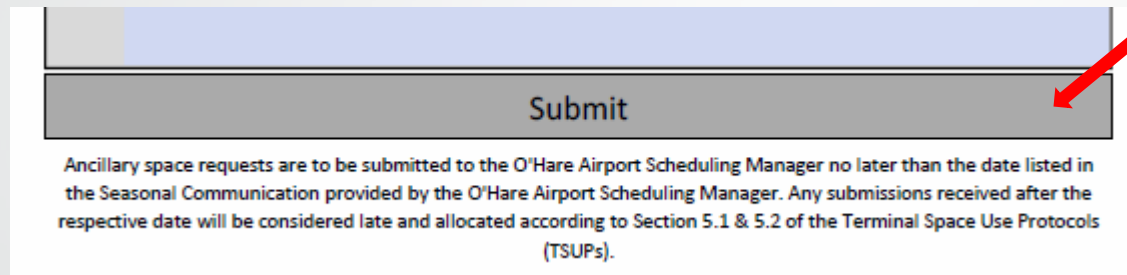 Submit
Ancillary space requests are to be submitted to the O'Hare Airport Scheduling Manager no later than the date listed in
the Seasonal Communication provided by the O'Hare Airport Scheduling Manager. Any submissions received after the
respective date will be considered late and allocated according to Section 5.1 & 5.2 of the Terminal Space Use Protocols
(TSUPs).